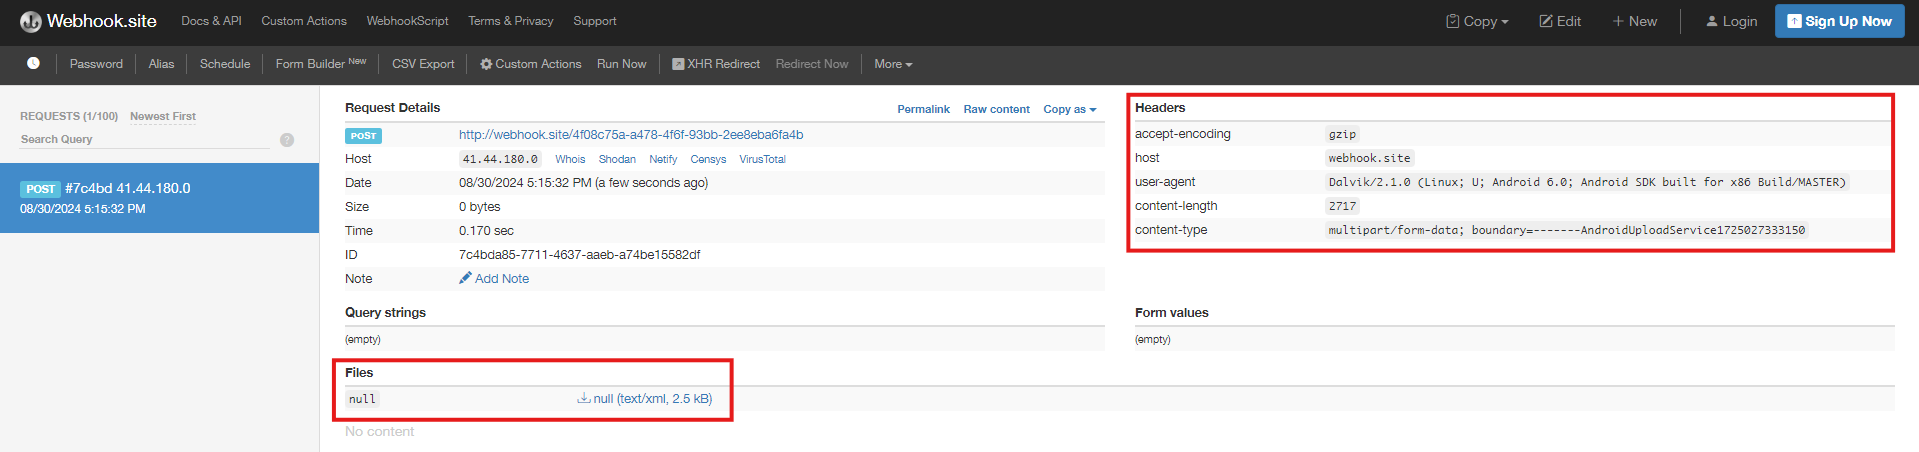 Webhook.site Docs & API Custom Actions WebhookScript Terms & Privacy Support Copy Edit + New Login Sign Up Now
Password Alias Schedule Form Builder New CSV Export Custom Actions Run Now XHR Redirect Redirect Now More
REQUESTS (1/100) Newest First
Search Query ?
POST #7c4bd 41.44.180.0
08/30/2024 5:15:32 PM
Request Details Permalink Raw content Copy as
POST http://webhook.site/4f08c75a-a478-4f6f-93bb-2ee8eba6fa4b
Host 41.44.180.0 Whois Shodan Netify Censys VirusTotal
Date 08/30/2024 5:15:32 PM (a few seconds ago)
Size 0 bytes
Time 0.170 sec
ID 7c4bda85-7711-4637-aaeb-a74be15582df
Note Add Note
Headers
accept-encoding gzip
host webhook.site
user-agent Dalvik/2.1.0 (Linux; U; Android 6.0; Android SDK built for x86 Build/MASTER)
content-length 2717
content-type multipart/form-data; boundary=-------AndroidUploadService1725027333150
Query strings
(empty)
Form values
(empty)
Files
null null (text/xml, 2.5 kB)
No content